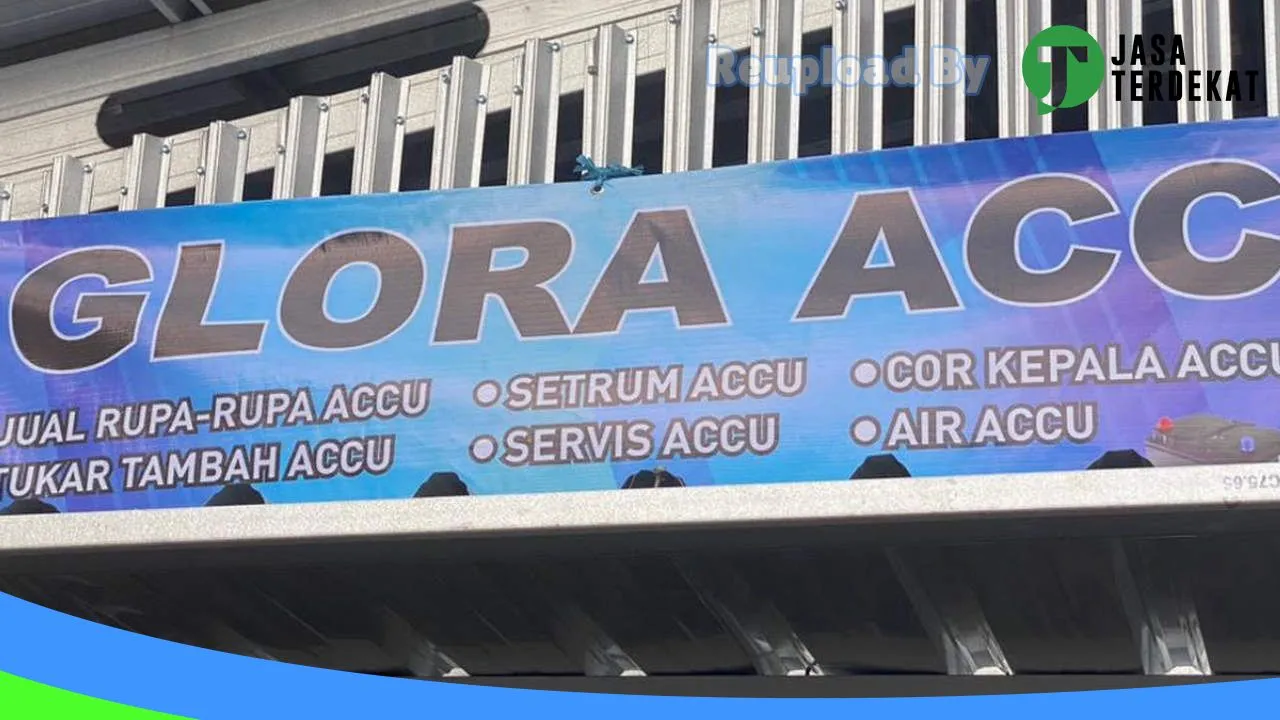 Reupload By
JASA
TERDEKAT
GLORA ACC
JUAL RUPA-RUPA ACCU
TUKAR TAMBAH ACCU
SETRUM ACCU
SERVIS ACCU
COR KEPALA ACCU
AIR ACCU